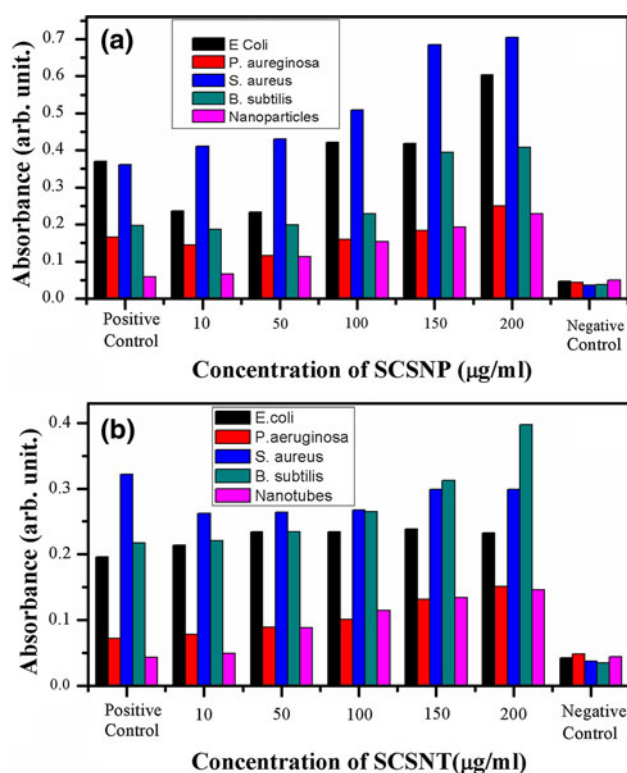 (a)
E Coli
P. aureginosa
S. aureus
B. subtilis
Nanoparticles
Absorbance (arb. unit.)
0.7
0.6
0.5
0.4
0.3
0.2
0.1
0.0
Positive Control 10 50 100 150 200 Negative Control
Concentration of SCSNP (µg/ml)
(b)
E.coli
P.aeruginosa
S. aureus
B. subtilis
Nanotubes
Absorbance (arb. unit.)
0.4
0.3
0.2
0.1
0.0
Positive Control 10 50 100 150 200 Negative Control
Concentration of SCSNT(µg/ml)